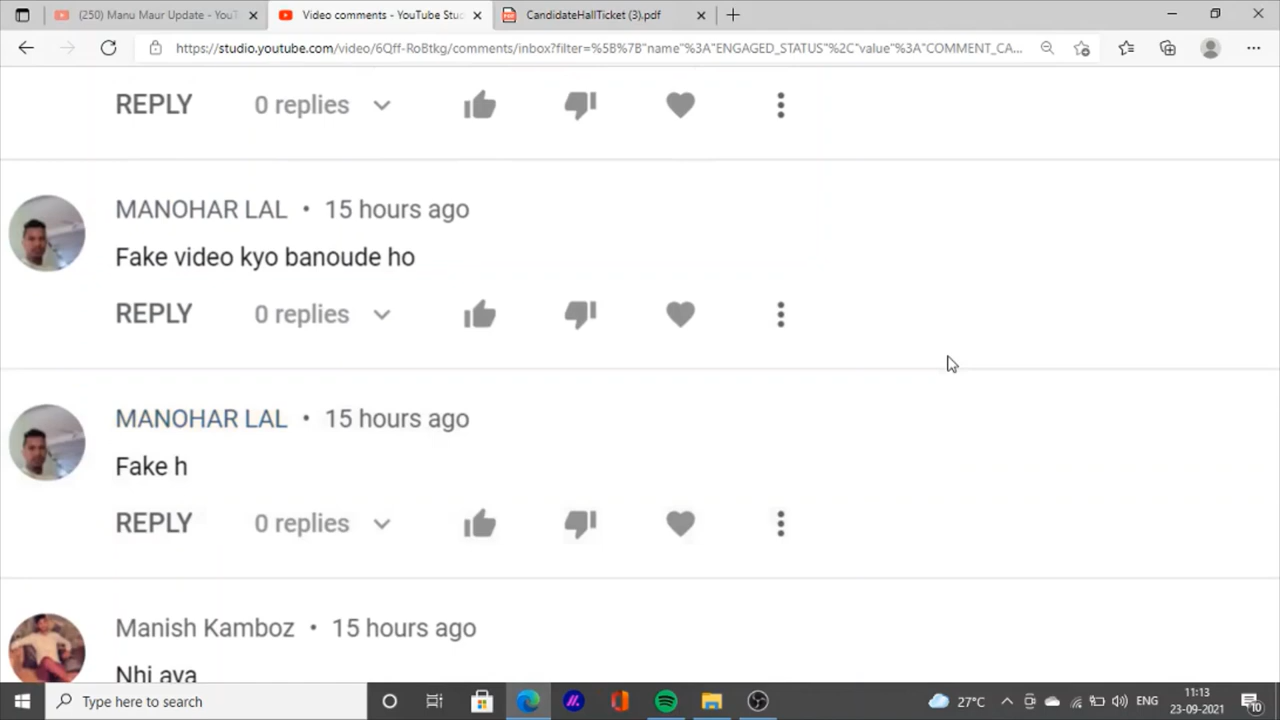 (250) Manu Maur Update - YouT
Video comments - YouTube Stu
CandidateHallTicket (3).pdf
https://studio.youtube.com/video/6Qff-RoBtkg/comments/inbox?filter=%5B%7B"name"%3A"ENGAGED_STATUS"%2C"value"%3A"COMMENT_CA...
REPLY 0 replies
MANOHAR LAL • 15 hours ago
Fake video kyo banoude ho
REPLY 0 replies
MANOHAR LAL • 15 hours ago
Fake h
REPLY 0 replies
Manish Kamboz • 15 hours ago
Nhi aya
Type here to search
27°C
ENG
11:13
23-09-2021
10